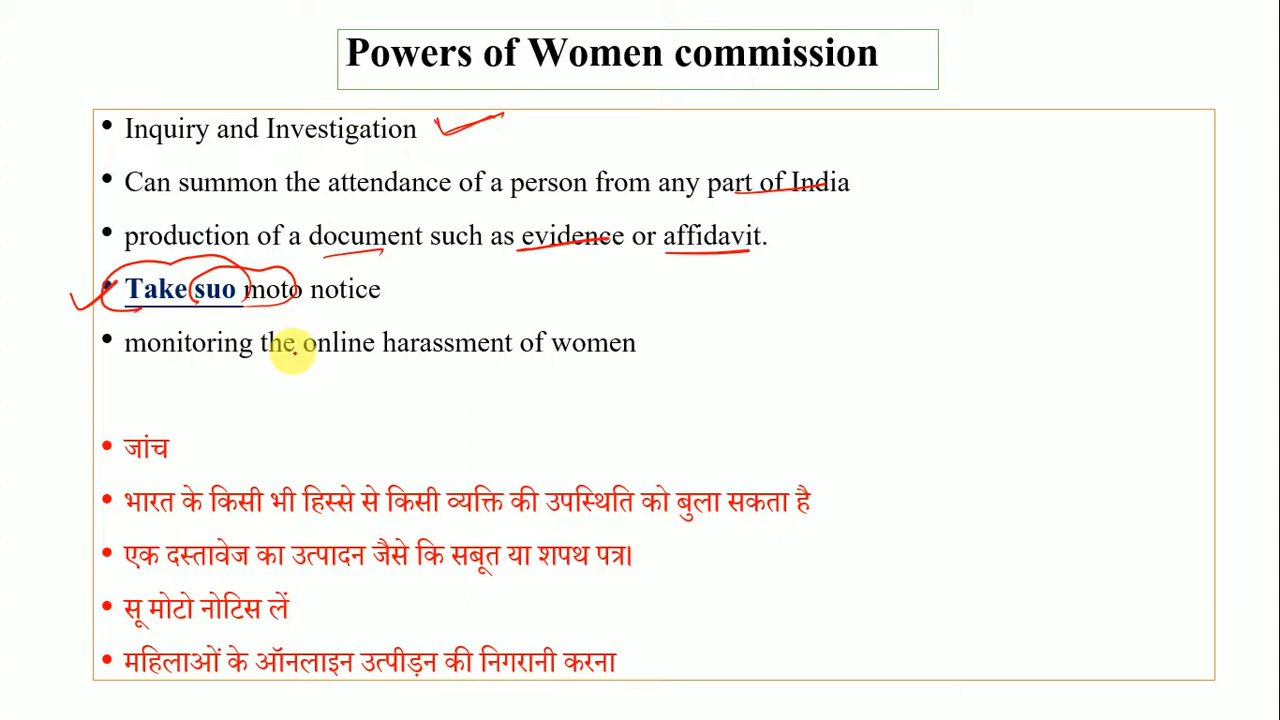 Powers of Women commission
• Inquiry and Investigation
• Can summon the attendance of a person from any part of India
• production of a document such as evidence or affidavit.
• Take suo moto notice
• monitoring the online harassment of women
• जांच
• भारत के किसी भी हिस्से से किसी व्यक्ति की उपस्थिति को बुला सकता है
• एक दस्तावेज का उत्पादन जैसे कि सबूत या शपथ पत्र।
• सू मोटो नोटिस लें
• महिलाओं के ऑनलाइन उत्पीड़न की निगरानी करना